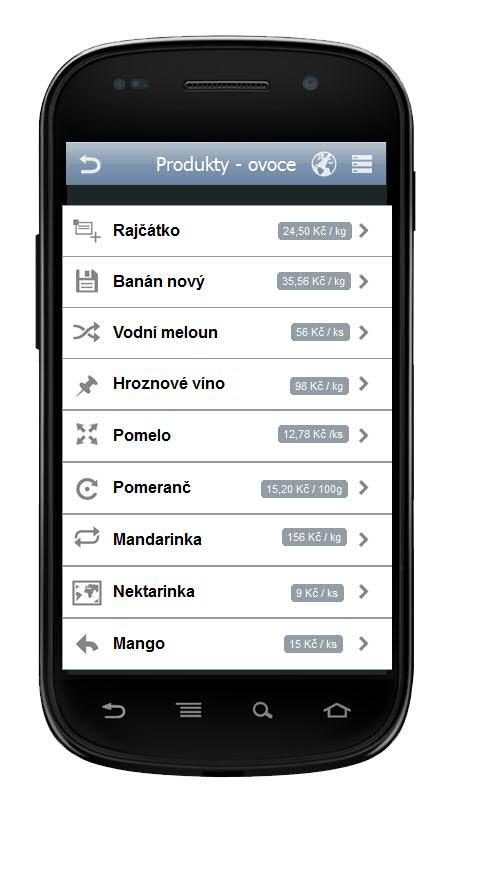 Produkty - ovoce
Rajčátko 24,50 Kč / kg
Banán nový 35,56 Kč / kg
Vodní meloun 56 Kč / ks
Hroznové víno 98 Kč / kg
Pomelo 12,78 Kč /ks
Pomeranč 15,20 Kč / 100g
Mandarinka 156 Kč / kg
Nektarinka 9 Kč / ks
Mango 15 Kč / ks